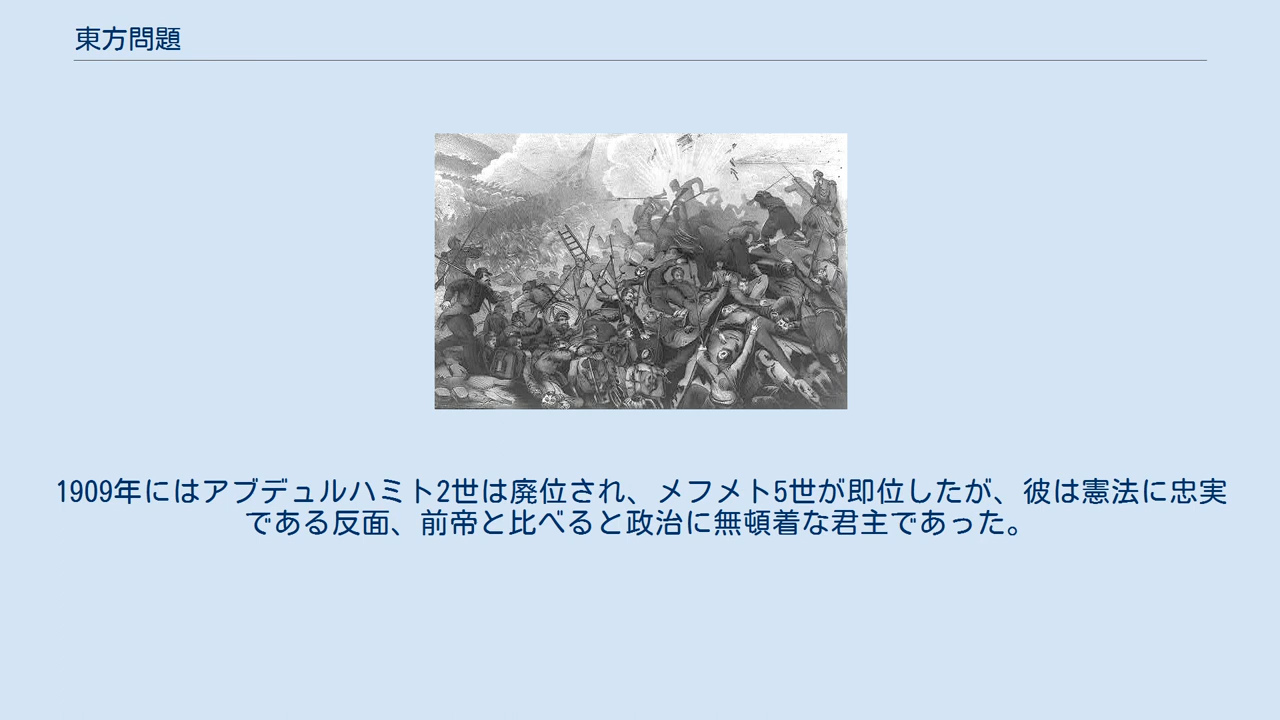 東方問題
1909年にはアブデュルハミト2世は廃位され、メフメト5世が即位したが、彼は憲法に忠実
である反面、前帝と比べると政治に無頓着な君主であった。